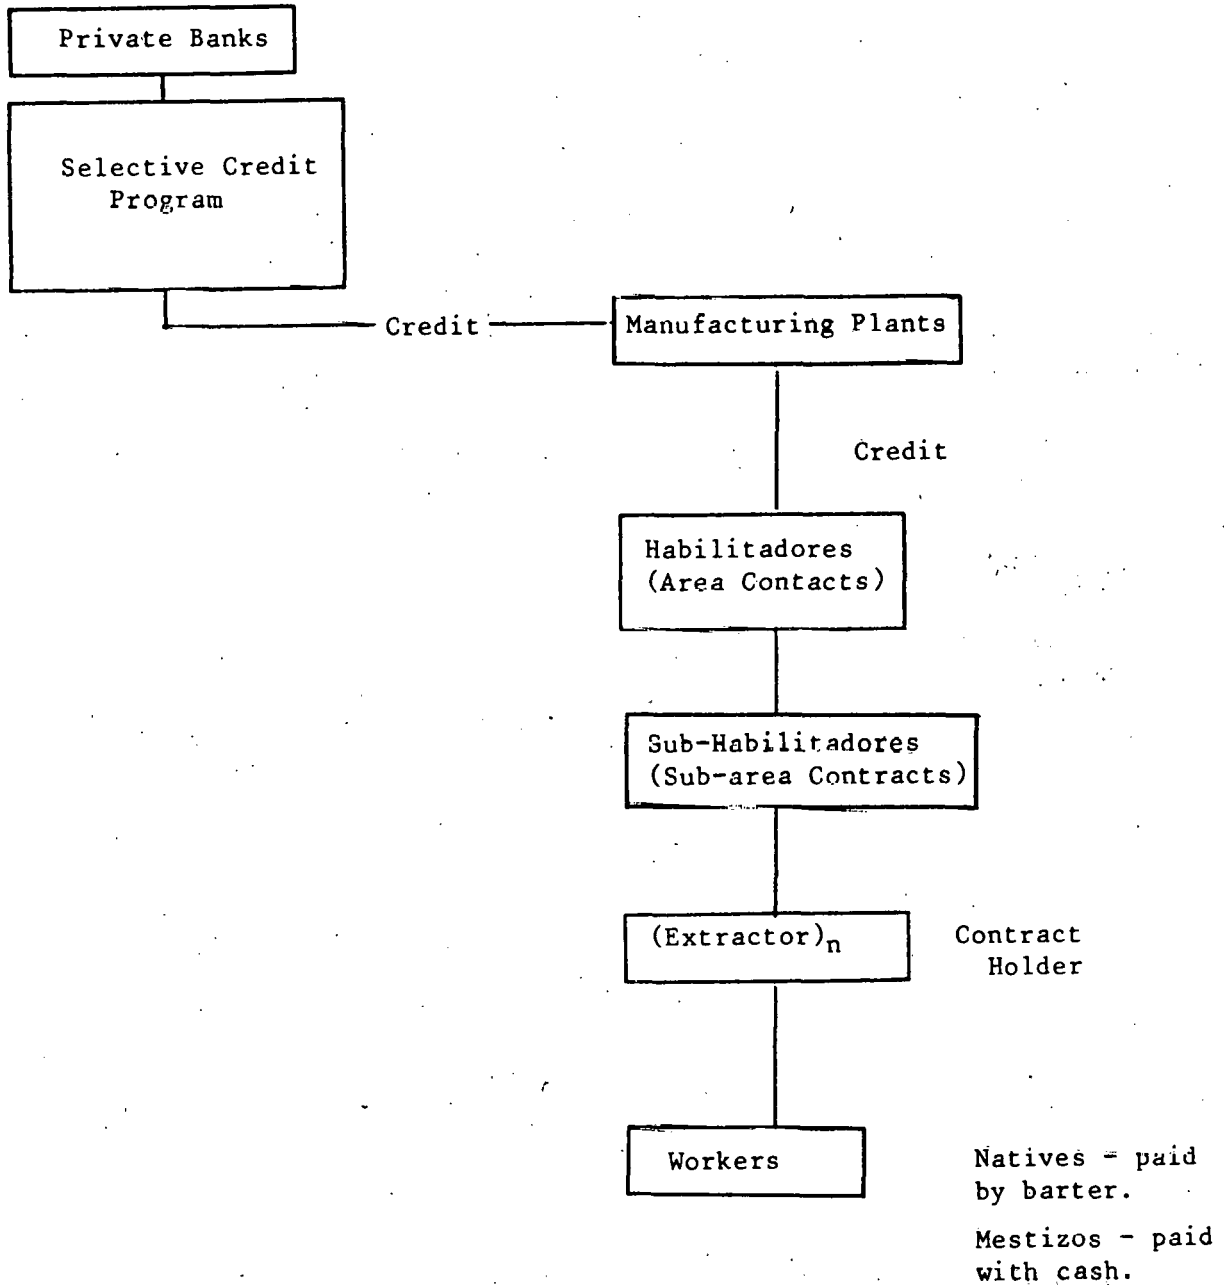 Private Banks
Selective Credit
Program
Credit
Manufacturing Plants
Credit
Habilitadores
(Area Contacts)
Sub-Habilitadores
(Sub-area Contracts)
(Extractor)n
Contract
Holder
Workers
Natives - paid
by barter.
Mestizos - paid
with cash.